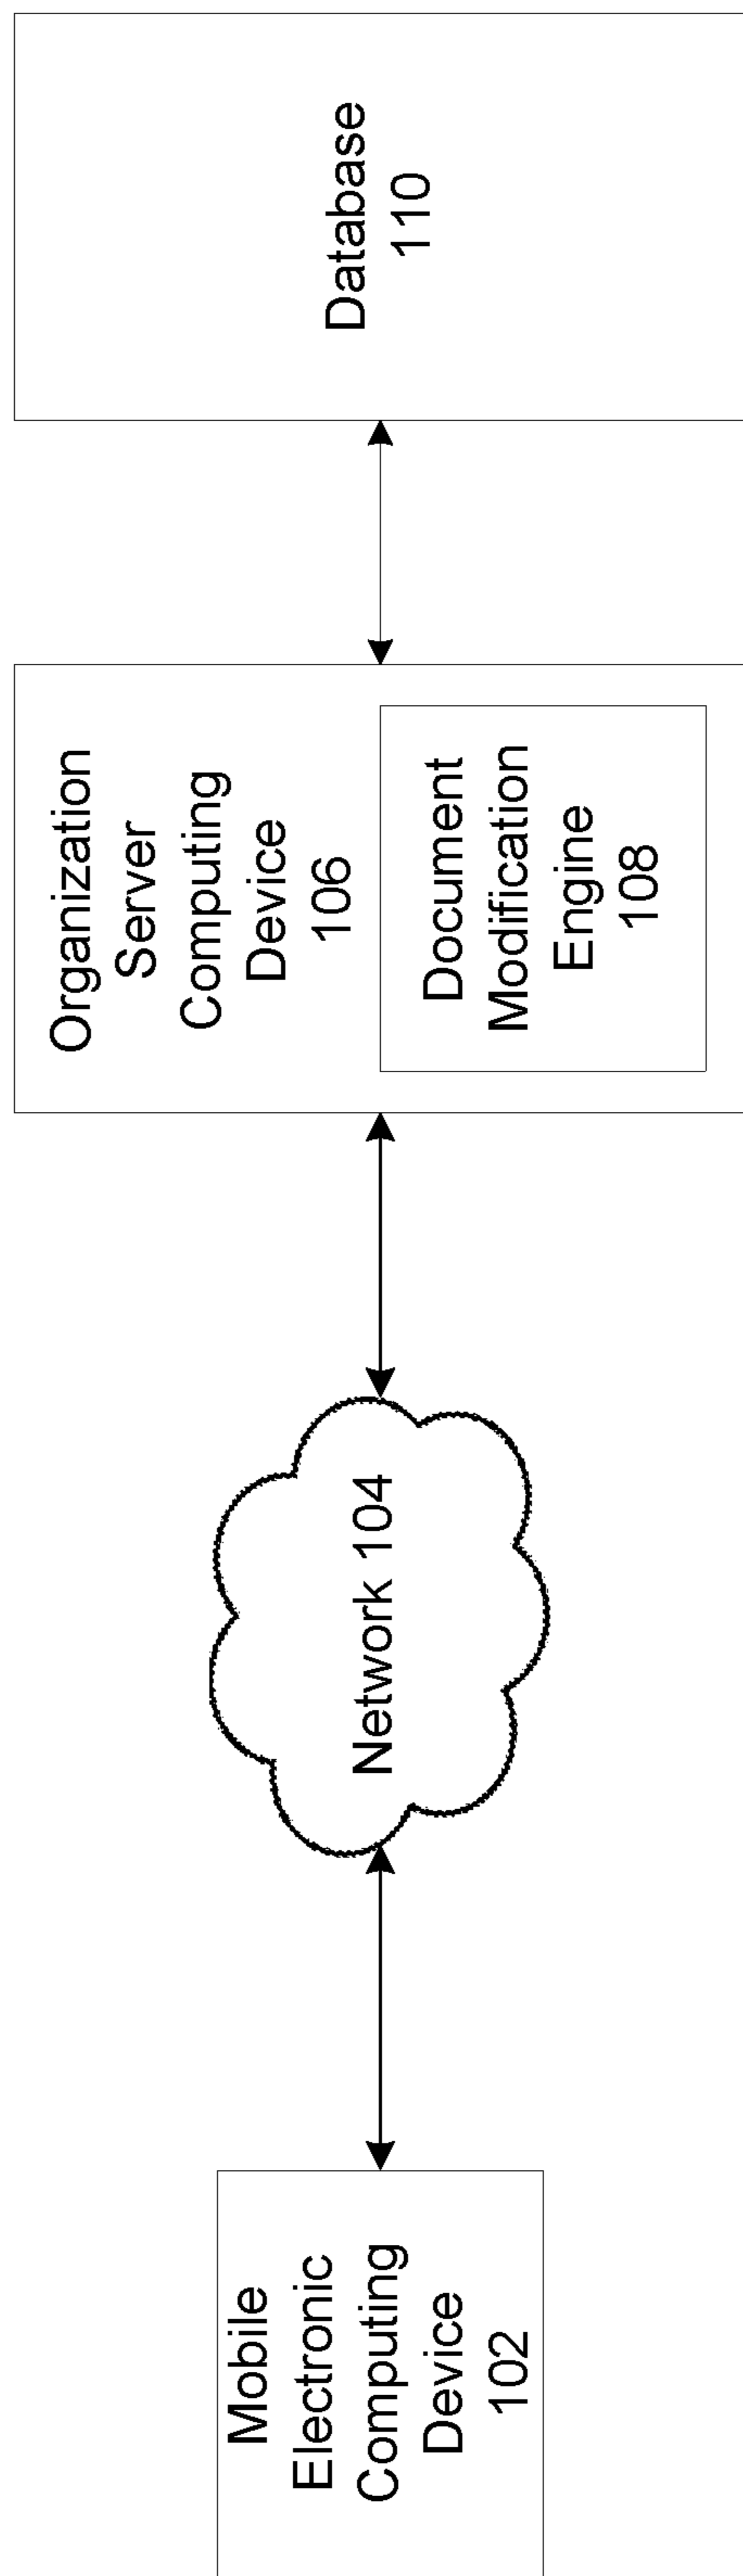 Mobile
Electronic
Computing
Device
102
Network 104
Organization
Server
Computing
Device
106
Document
Modification
Engine
108
Database
110